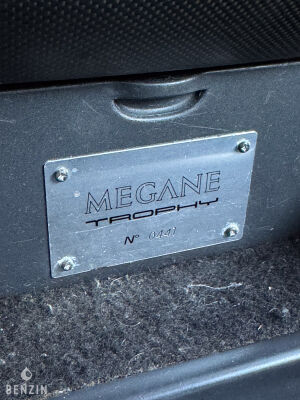 MEGANE
TROPHY
N° 0441
BENZIN